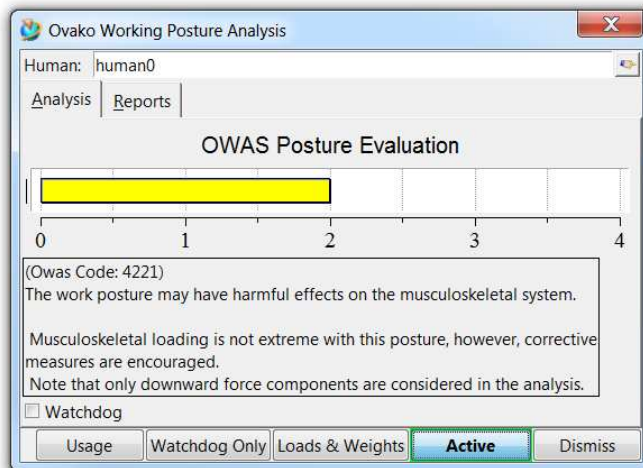 Ovako Working Posture Analysis
Human: human0
Analysis Reports
OWAS Posture Evaluation
0 1 2 3 4
(Owas Code: 4221)
The work posture may have harmful effects on the musculoskeletal system.
Musculoskeletal loading is not extreme with this posture, however, corrective
measures are encouraged.
Note that only downward force components are considered in the analysis.
Watchdog
Usage Watchdog Only Loads & Weights Active Dismiss